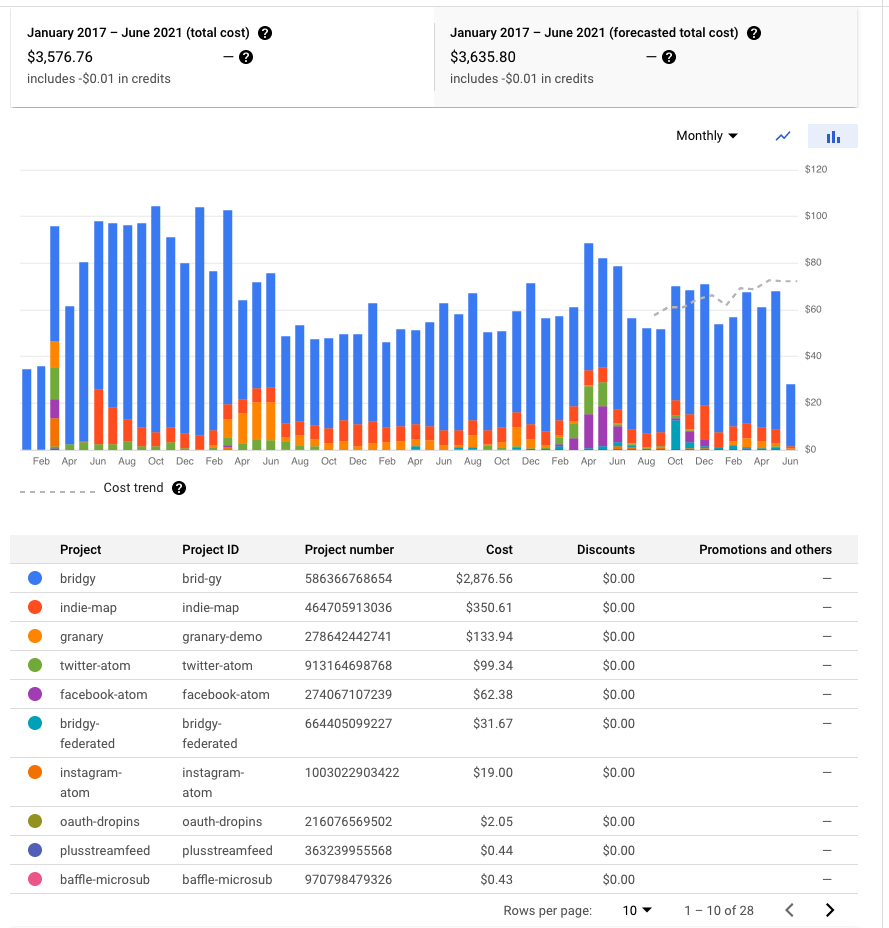 January 2017 – June 2021 (total cost) ?
$3,576.76 – ?
includes -$0.01 in credits
January 2017 – June 2021 (forecasted total cost) ?
$3,635.80 – ?
includes -$0.01 in credits
Monthly
$120
$100
$80
$60
$40
$20
$0
Feb Apr Jun Aug Oct Dec Feb Apr Jun Aug Oct Dec Feb Apr Jun Aug Oct Dec Feb Apr Jun Aug Oct Dec Feb Apr Jun
Cost trend ?
Project Project ID Project number Cost Discounts Promotions and others
bridgy brid-gy 586366768654 $2,876.56 $0.00 –
indie-map indie-map 464705913036 $350.61 $0.00 –
granary granary-demo 278642442741 $133.94 $0.00 –
twitter-atom twitter-atom 913164698768 $99.34 $0.00 –
facebook-atom facebook-atom 274067107239 $62.38 $0.00 –
bridgy- bridgy- 664405099227 $31.67 $0.00 –
federated federated
instagram- instagram- 1003022903422 $19.00 $0.00 –
atom atom
oauth-dropins oauth-dropins 216076569502 $2.05 $0.00 –
plusstreamfeed plusstreamfeed 363239955568 $0.44 $0.00 –
baffle-microsub baffle-microsub 970798479326 $0.43 $0.00 –
Rows per page: 10 1 – 10 of 28